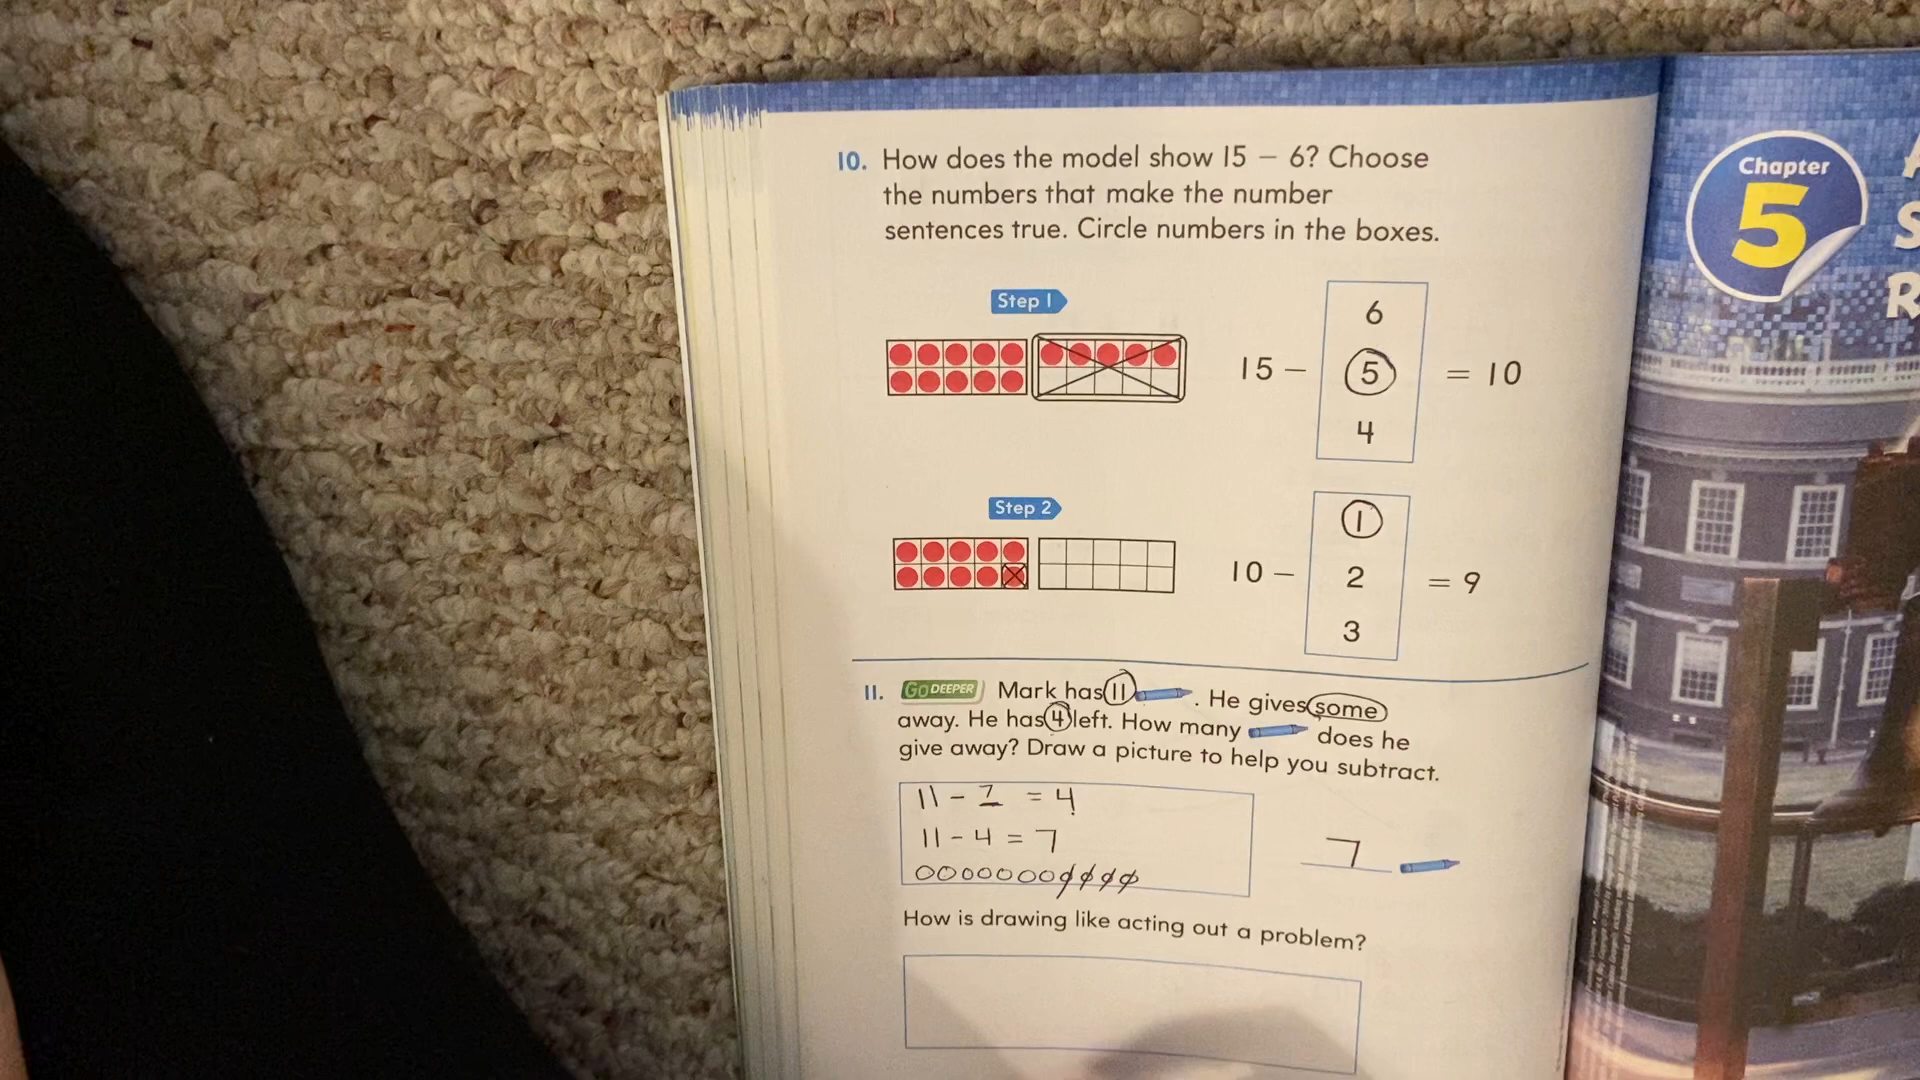 10. How does the model show 15 – 6? Choose
the numbers that make the number
sentences true. Circle numbers in the boxes.
Step 1
6
15 – 5 = 10
4
Step 2
1
10 – 2 = 9
3
11. Go DEEPER Mark has 11 . He gives some
away. He has 4 left. How many does he
give away? Draw a picture to help you subtract.
11 - 7 = 4
11 - 4 = 7
7
How is drawing like acting out a problem?
Chapter
5